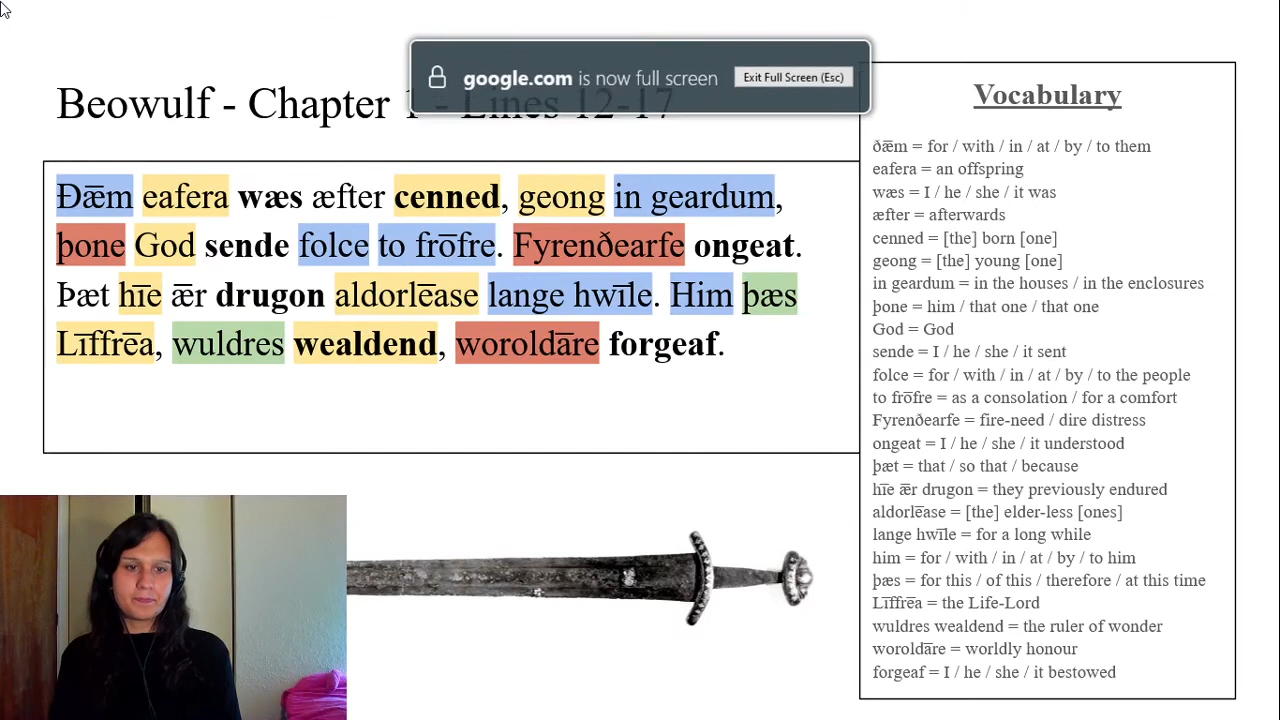 google.com is now full screen
Exit Full Screen (Esc)
Beowulf - Chapter 1 - Lines 12-17
Ðǣm eafera wæs æfter cenned, geong in geardum,
þone God sende folce to frōfre. Fyrenðearfe ongeat.
Þæt hīe ǣr drugon aldorlēase lange hwīle. Him þæs
Līffrēa, wuldres wealdend, woroldāre forgeaf.
Vocabulary
ðǣm = for / with / in / at / by / to them
eafera = an offspring
wæs = I / he / she / it was
æfter = afterwards
cenned = [the] born [one]
geong = [the] young [one]
in geardum = in the houses / in the enclosures
þone = him / that one / that one
God = God
sende = I / he / she / it sent
folce = for / with / in / at / by / to the people
to frōfre = as a consolation / for a comfort
Fyrenðearfe = fire-need / dire distress
ongeat = I / he / she / it understood
þæt = that / so that / because
hīe ǣr drugon = they previously endured
aldorlēase = [the] elder-less [ones]
lange hwīle = for a long while
him = for / with / in / at / by / to him
þæs = for this / of this / therefore / at this time
Līffrēa = the Life-Lord
wuldres wealdend = the ruler of wonder
woroldāre = worldly honour
forgeaf = I / he / she / it bestowed